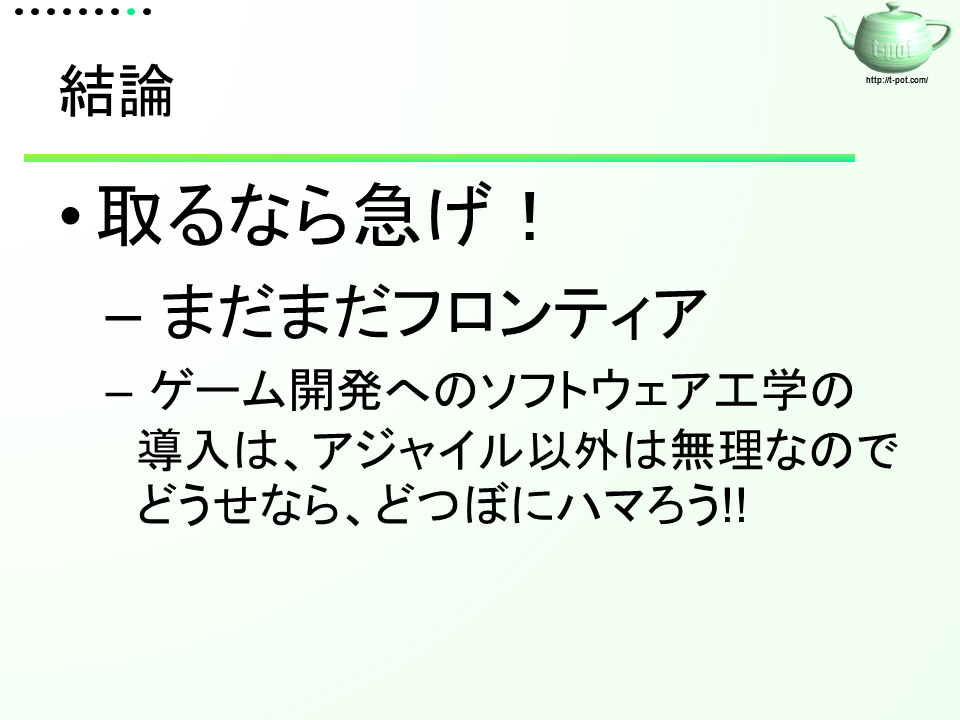 t-pot
http://t-pot.com/
結論
• 取るなら急げ！
– まだまだフロンティア
– ゲーム開発へのソフトウェア工学の
導入は、アジャイル以外は無理なので
どうせなら、どつぼにハマろう!!